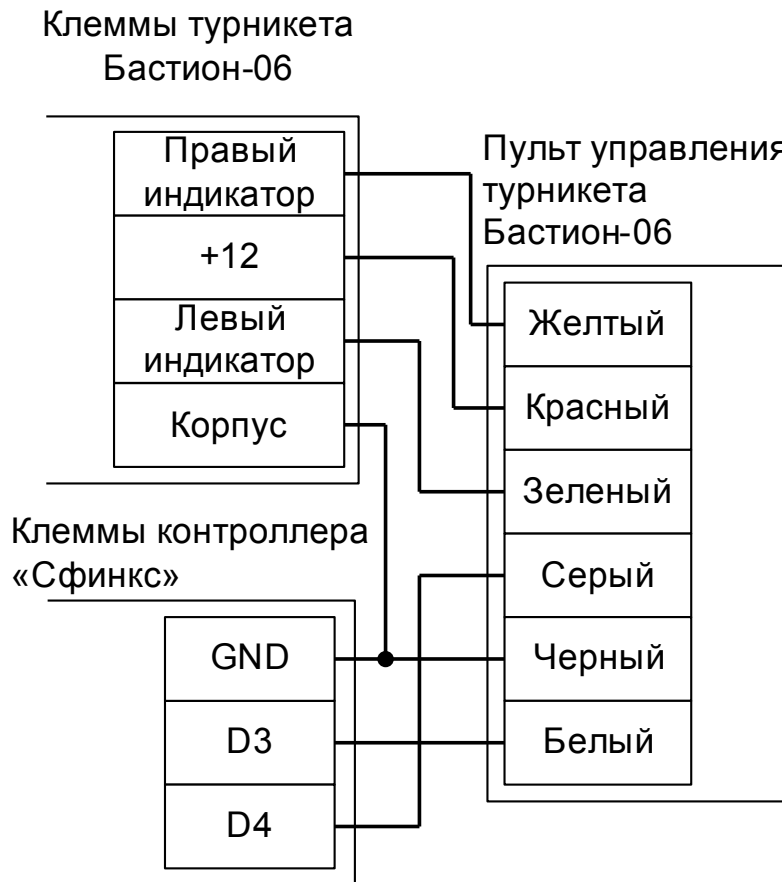 Клеммы турникета
Бастион-06
Правый
индикатор
+12
Левый
индикатор
Корпус
Пульт управления
турникета
Бастион-06
Желтый
Красный
Зеленый
Серый
Черный
Белый
Клеммы контроллера
«Сфинкс»
GND
D3
D4